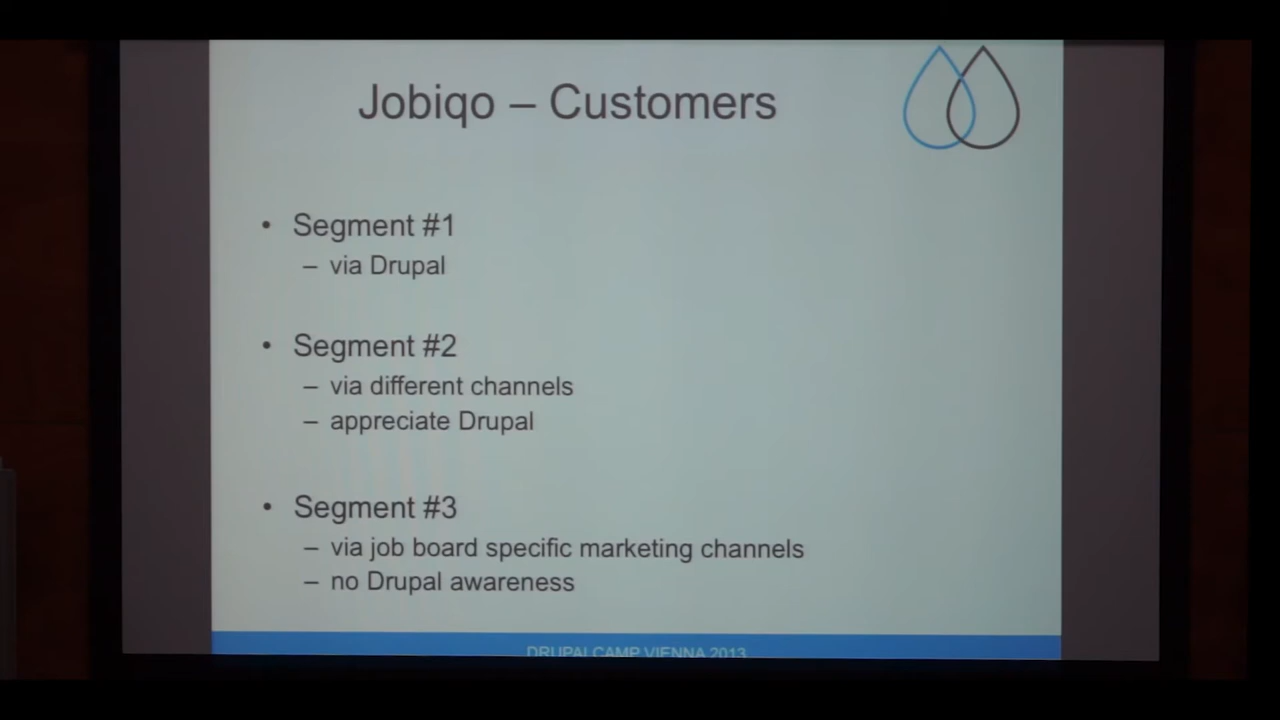 Jobiqo – Customers
• Segment #1
– via Drupal
• Segment #2
– via different channels
– appreciate Drupal
• Segment #3
– via job board specific marketing channels
– no Drupal awareness
DRUPALCAMP VIENNA 2013